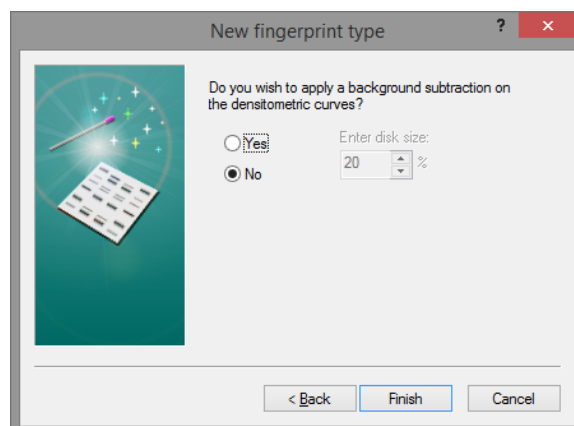 New fingerprint type
?
×
Do you wish to apply a background subtraction on
the densitometric curves?
Yes
Enter disk size:
No
20
%
< Back
Finish
Cancel